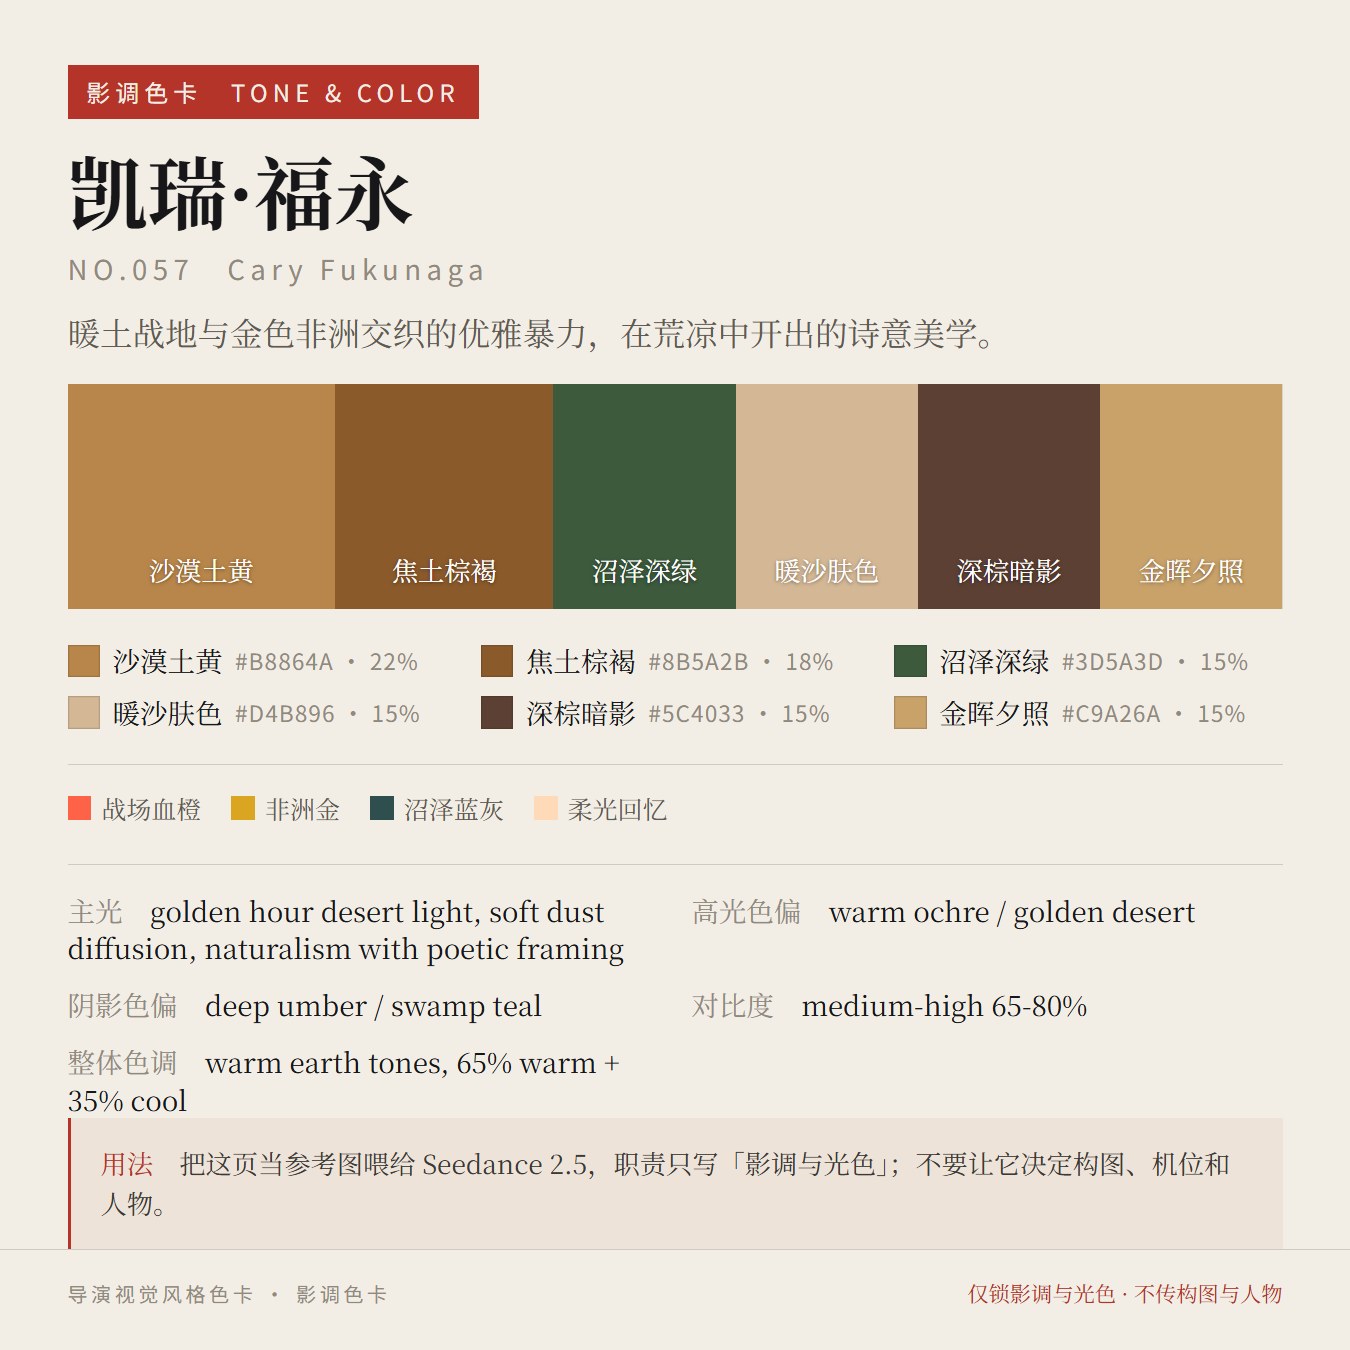 影调色卡 TONE & COLOR
凯瑞·福永
NO.057 Cary Fukunaga
暖土战地与金色非洲交织的优雅暴力，在荒凉中开出的诗意美学。
沙漠土黄 焦土棕褐 沼泽深绿 暖沙肤色 深棕暗影 金晖夕照
沙漠土黄 #B8864A · 22% 焦土棕褐 #8B5A2B · 18% 沼泽深绿 #3D5A3D · 15%
暖沙肤色 #D4B896 · 15% 深棕暗影 #5C4033 · 15% 金晖夕照 #C9A26A · 15%
战场血橙 非洲金 沼泽蓝灰 柔光回忆
主光 golden hour desert light, soft dust
diffusion, naturalism with poetic framing
高光色偏 warm ochre / golden desert
阴影色偏 deep umber / swamp teal
对比度 medium-high 65-80%
整体色调 warm earth tones, 65% warm +
35% cool
用法 把这页当参考图喂给 Seedance 2.5，职责只写「影调与光色」；不要让它决定构图、机位和
人物。
导演视觉风格色卡 · 影调色卡
仅锁影调与光色 · 不传构图与人物